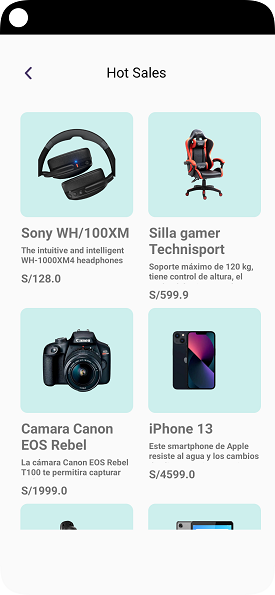 Hot Sales
Sony WH/100XM
The intuitive and intelligent
WH-1000XM4 headphones
S/128.0
Silla gamer
Technisport
Soporte máximo de 120 kg,
tiene control de altura, el
S/599.9
Canon
Camara Canon
EOS Rebel
La cámara Canon EOS Rebel
T100 te permitira capturar
S/1999.0
iPhone 13
Este smartphone de Apple
resiste al agua y los cambios
S/4599.0